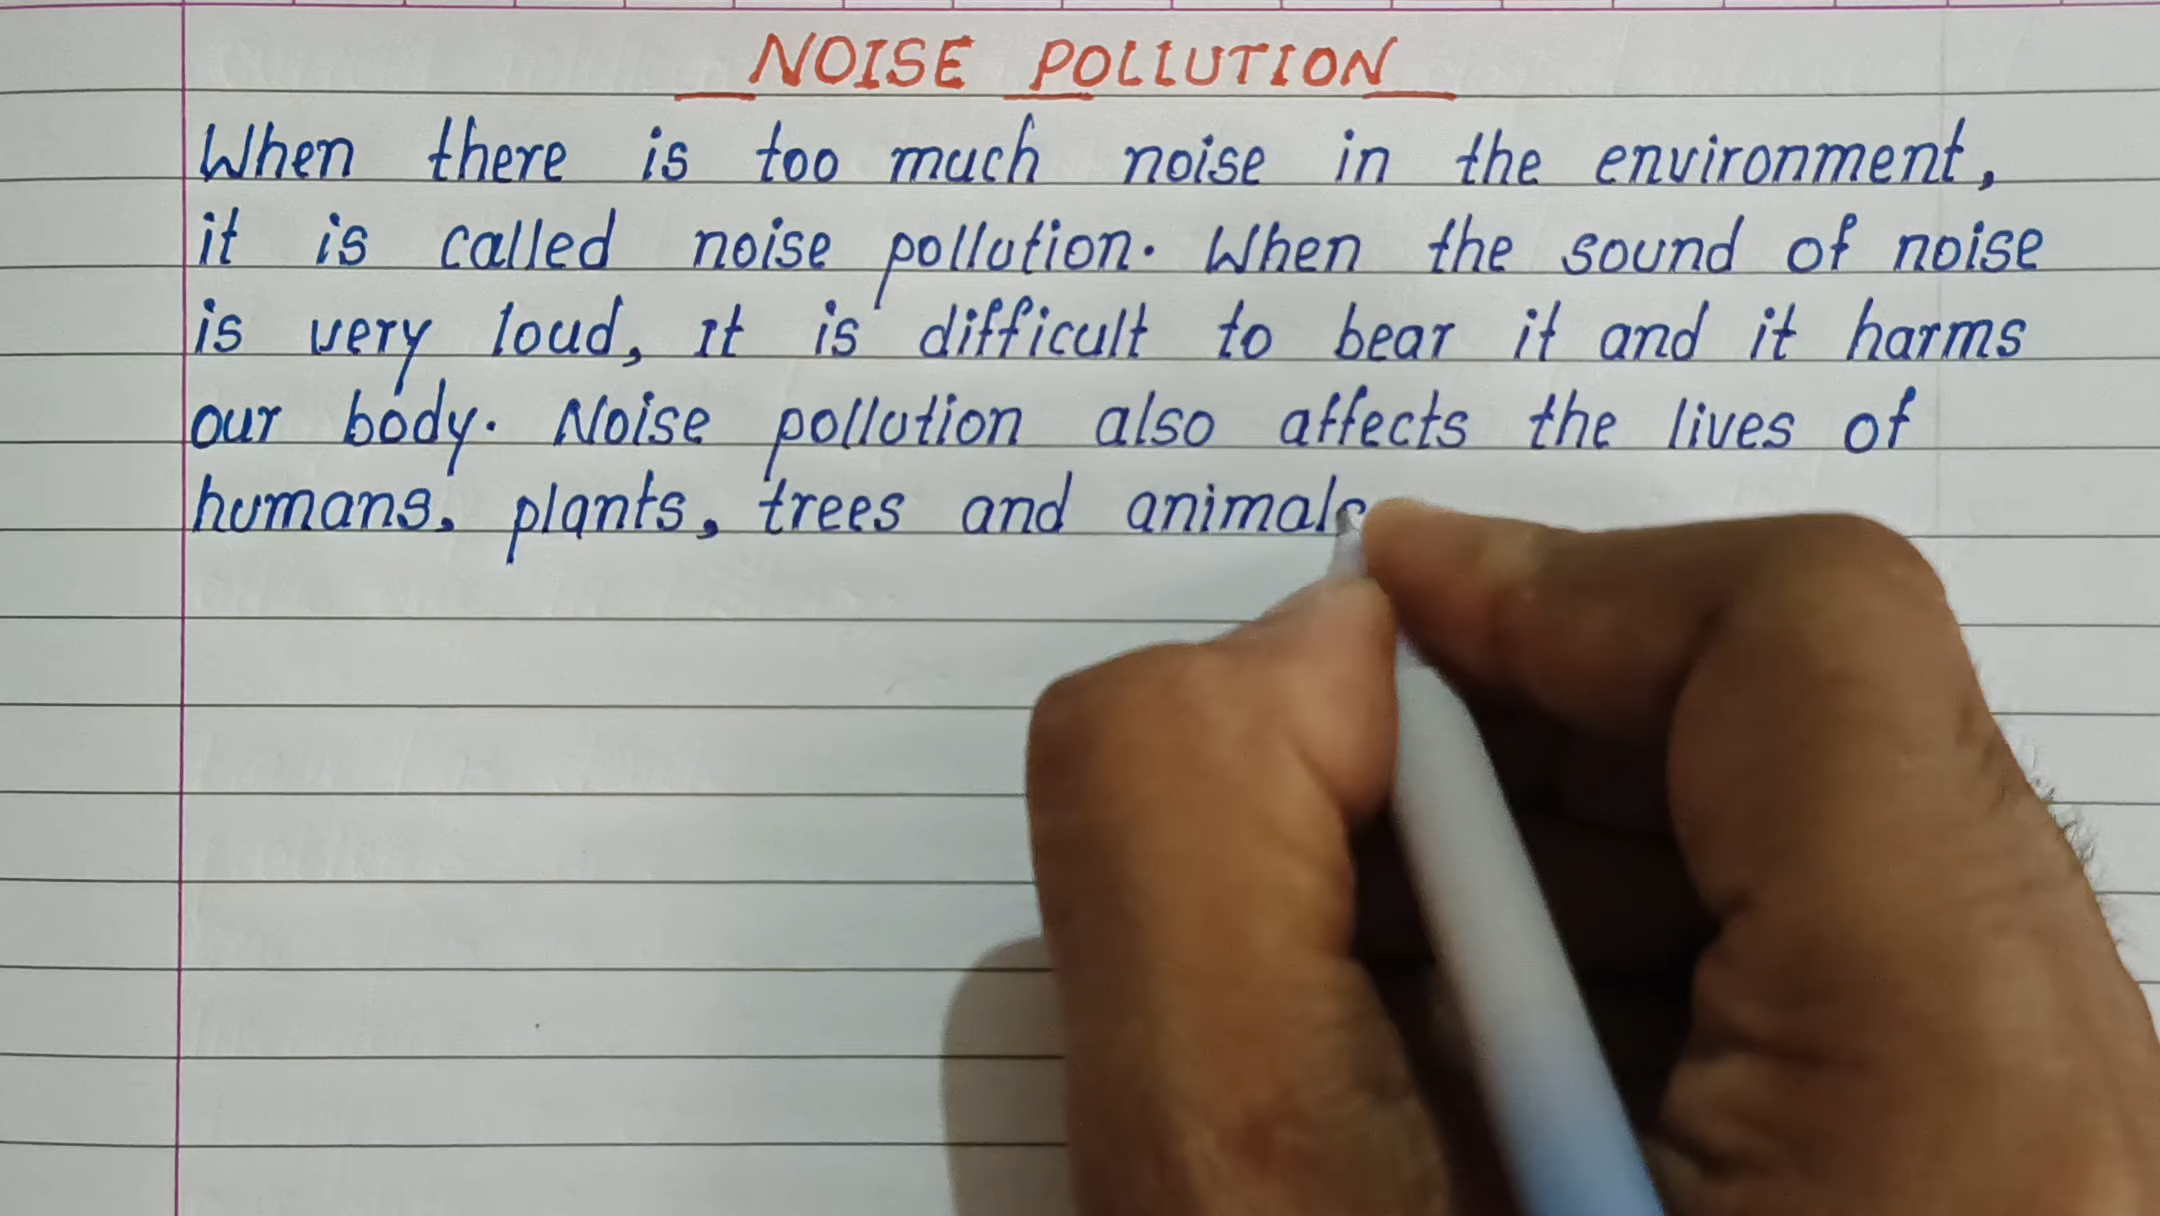 NOISE POLLUTION
When there is too much noise in the environment,
it is called noise pollution. When the sound of noise
is very loud, It is difficult to bear it and it harms
our body. Noise pollution also affects the lives of
humans, plants, trees and animals